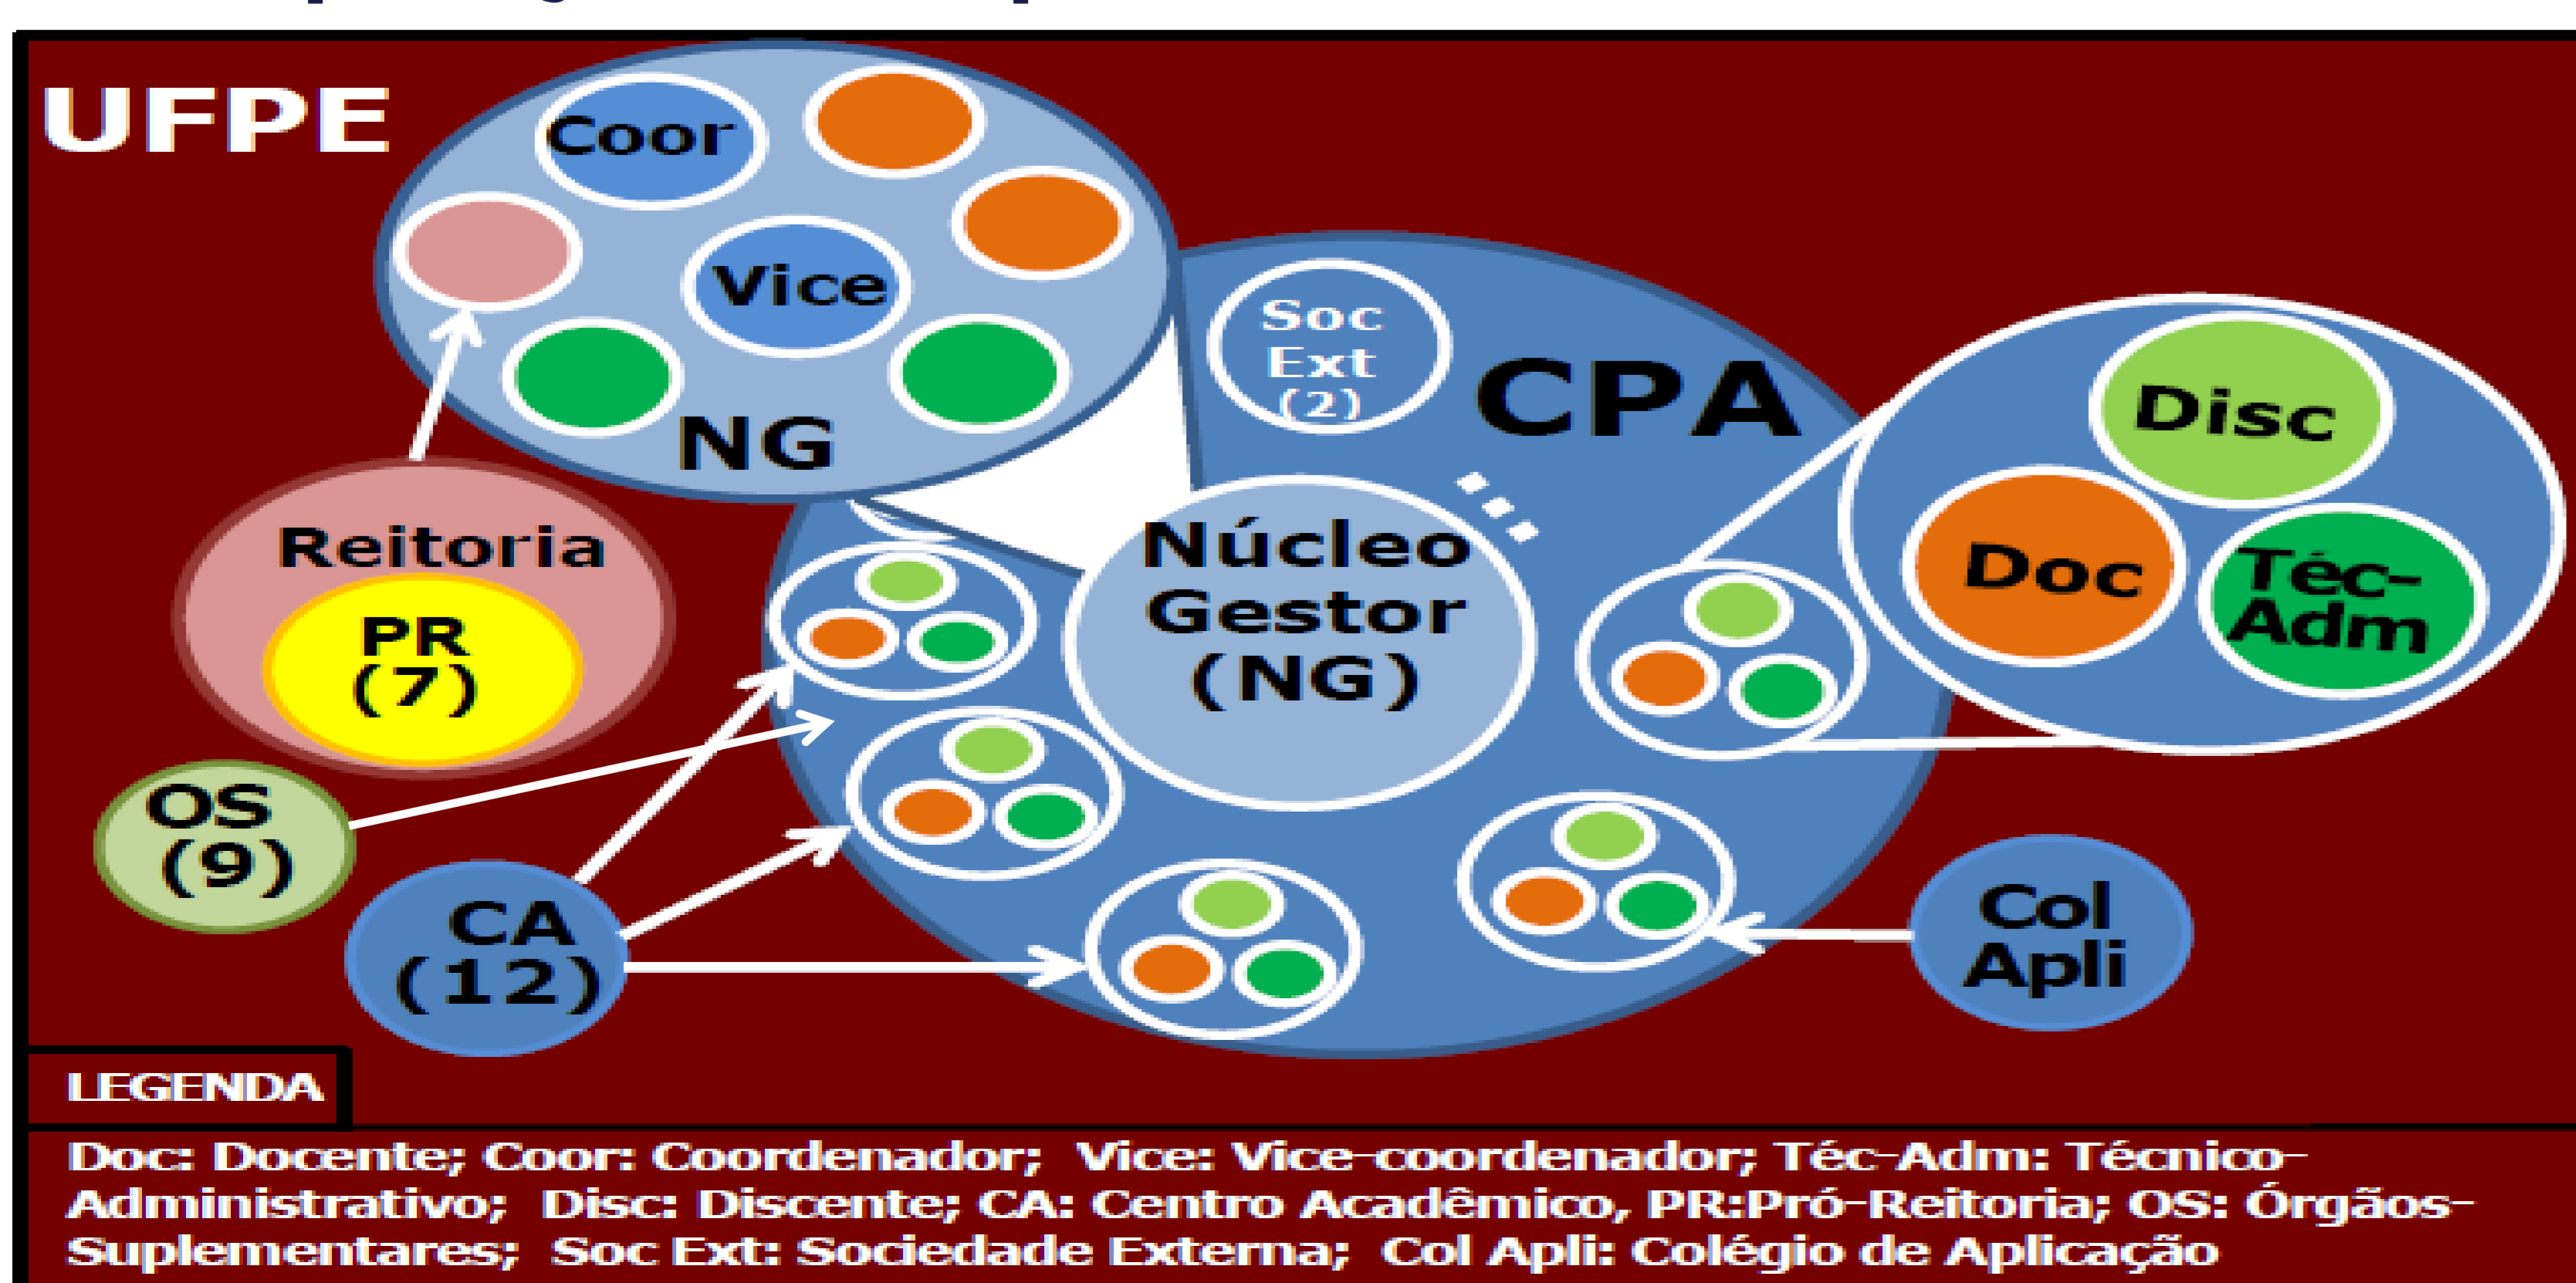 UFPE
Coor
Vice
NG
Soc
Ext
(2)
CPA
Disc
Doc
Téc-
Adm
Núcleo
Gestor
(NG)
Reitoria
PR
(7)
OS
(9)
CA
(12)
Col
Apli
LEGENDA
Doc: Docente; Coor: Coordenador; Vice: Vice-coordenador; Téc-Adm: Técnico-
Administrativo; Disc: Discente; CA: Centro Acadêmico, PR:Pró-Reitoria; OS: Órgãos-
Suplementares; Soc Ext: Sociedade Externa; Col Apli: Colégio de Aplicação